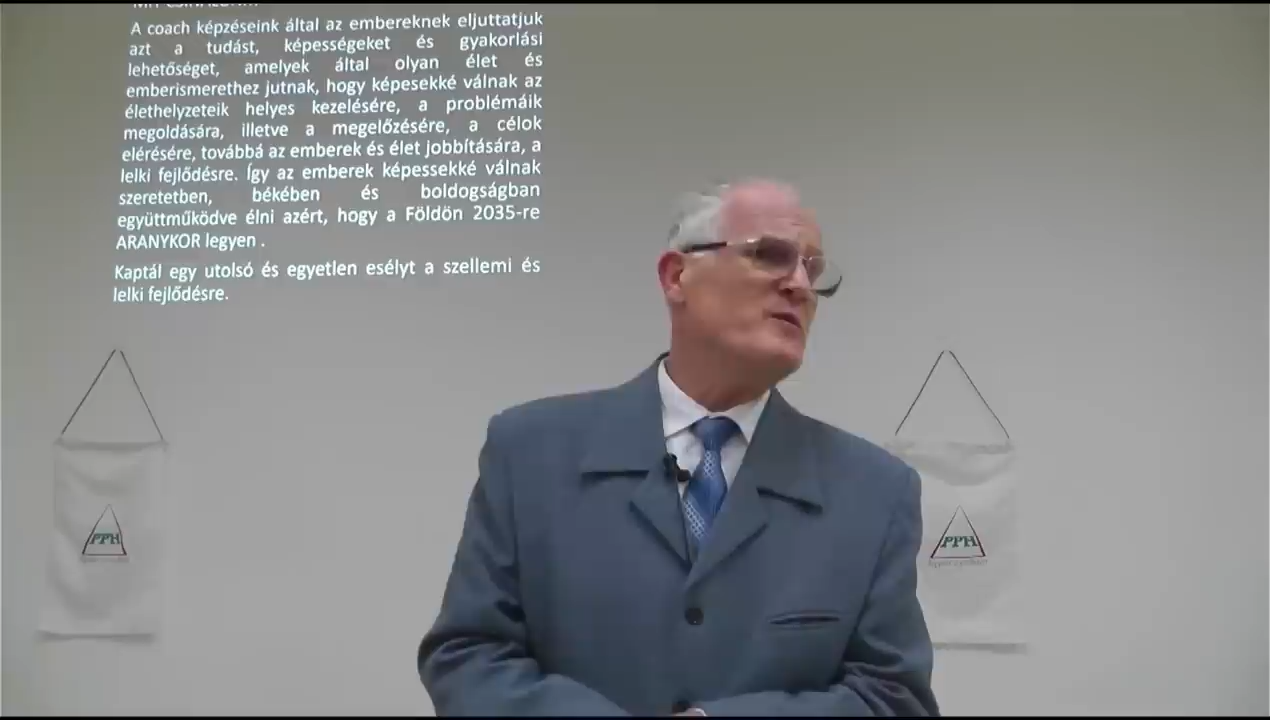 A coach képzéseink által az embereknek eljuttatjuk
azt a tudást, képességeket és gyakorlási
lehetőséget, amelyek által olyan élet és
emberismerethez jutnak, hogy képesekké válnak az
élethelyzeteik helyes kezelésére, a problémáik
megoldására, illetve a megelőzésére, a célok
elérésére, továbbá az emberek és élet jobbítására, a
lelki fejlődésre. Így az emberek képessekké válnak
szeretetben, békében és boldogságban
együttműködve élni azért, hogy a Földön 2035-re
ARANYKOR legyen .
Kaptál egy utolsó és egyetlen esélyt a szellemi és
lelki fejlődésre.
PPH
PPH